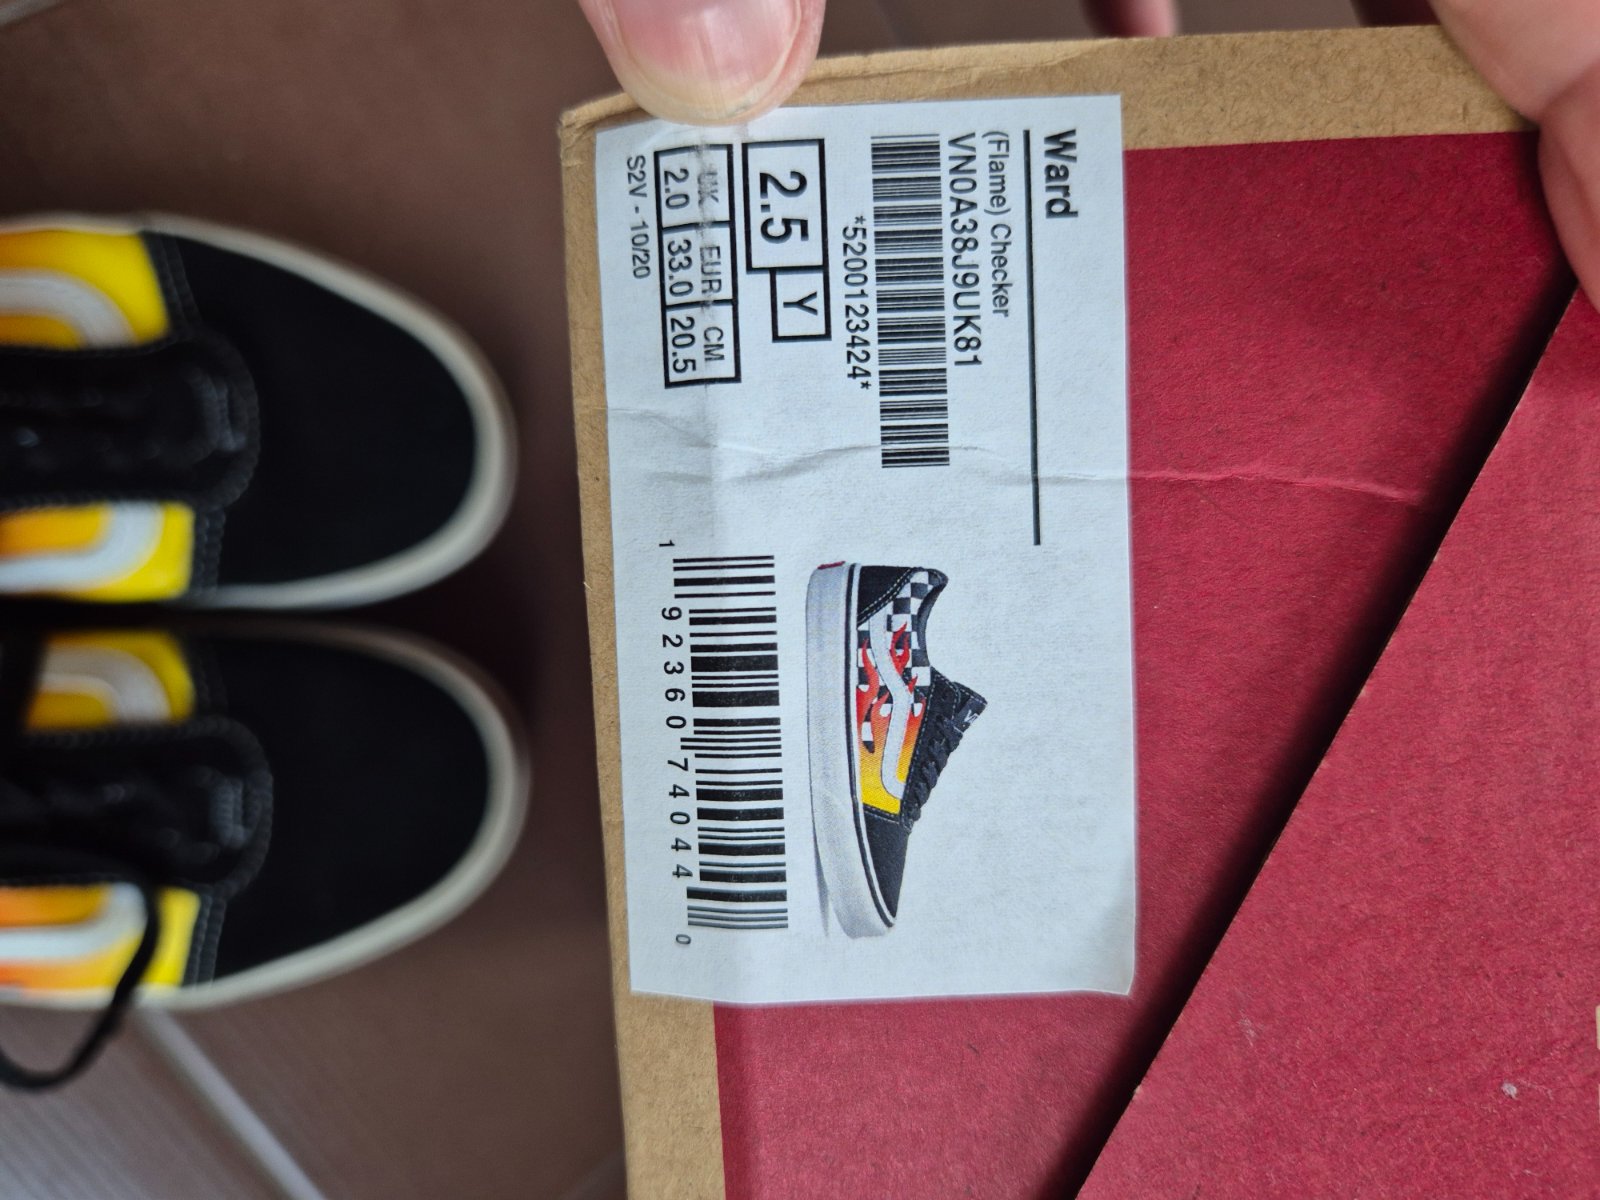 Ward
(Flame) Checker
VN0A38J9UK81
*5200123424*
2.5 Y
UK EUR CM
2.0 33.0 20.5
S2V - 10/20
1 92360 74044 0